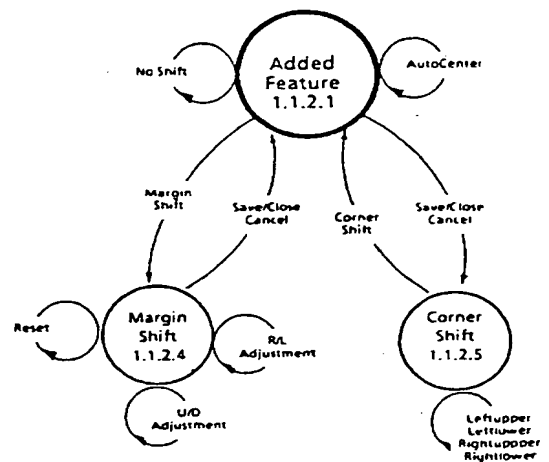 Added
Feature
1.1.2.1
No Shift
AutoCenter
Margin
Shift
Save/Close
Cancel
Corner
Shift
Save/Close
Cancel
Reset
Margin
Shift
1.1.2.4
R/L
Adjustment
U/D
Adjustment
Corner
Shift
1.1.2.5
Leftupper
Leftlower
Rightuppper
Rightlower